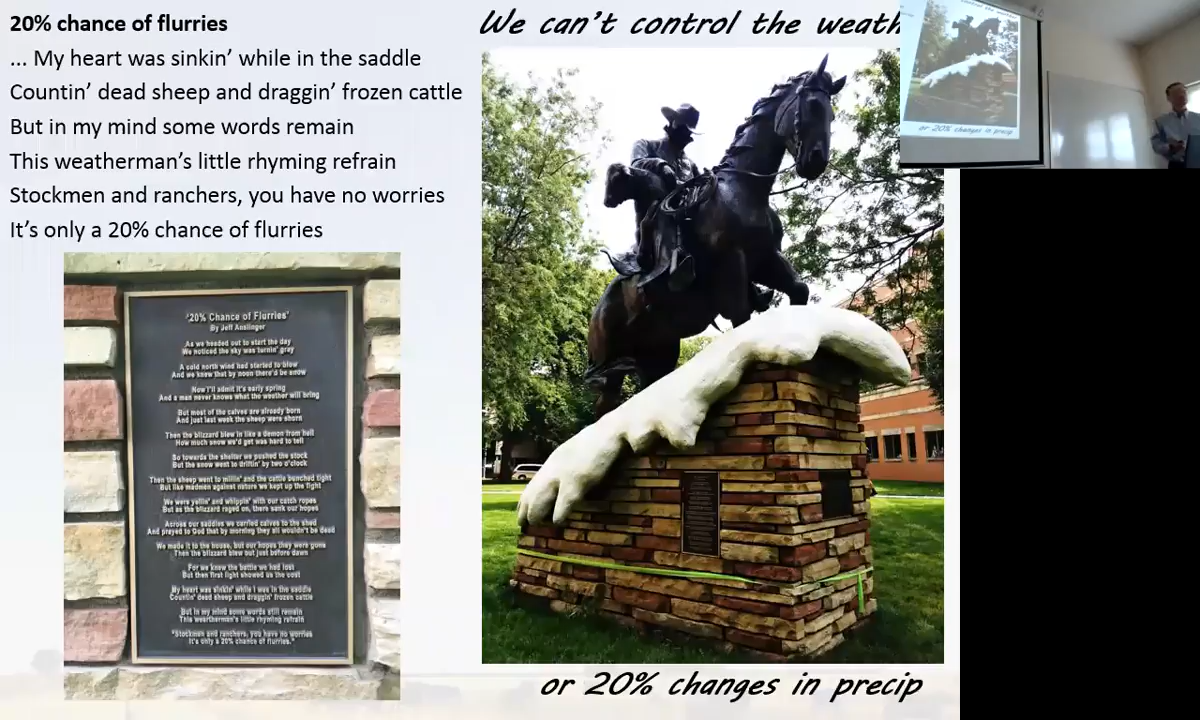 20% chance of flurries
... My heart was sinkin’ while in the saddle
Countin’ dead sheep and draggin’ frozen cattle
But in my mind some words remain
This weatherman’s little rhyming refrain
Stockmen and ranchers, you have no worries
It’s only a 20% chance of flurries
"20% Chance of Flurries"
By Jeff Anslinger
As we headed out to start the day
We noticed the sky was turnin' grey
A cold north wind had started to blow
And we knew that by noon there'd be snow
Now I'll admit it's early spring
And a man never knows what the weather will bring
But most of the calves are already born
And just last week the sheep were shorn
Then the blizzard blew in like a demon from hell
How much snow we'd get was hard to tell
So towards the shelter we pushed the stock
But the snow went to driftin' by two o'clock
Then the sheep went to millin' and the cattle bunched tight
But like madmen against nature we kept up the fight
We were yellin' and whippin' with our catch ropes
But as the blizzard raged on, there sank our hopes
Across our saddles we carried calves to the shed
And prayed to God that by morning they all wouldn't be dead
We made it to the house, but our hopes they were gone
Then the blizzard blew out just before dawn
For we knew the battle we had lost
But then first light showed us the cost
My heart was sinkin' while I was in the saddle
Countin' dead sheep and draggin' frozen cattle
But in my mind some words still remain
This weartherman's little rhyming refrain
"Stockmen and ranchers, you have no worries
It's only a 20% chance of flurries."
We can’t control the weath
or 20% changes in precip
or 20% changes in precip